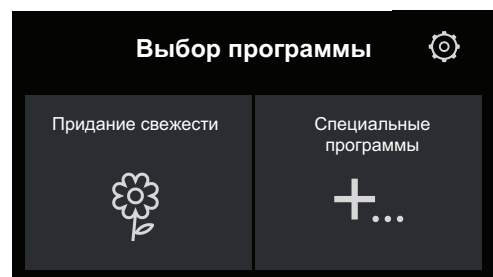 Выбор программы
Придание свежести
Специальные
программы
+...